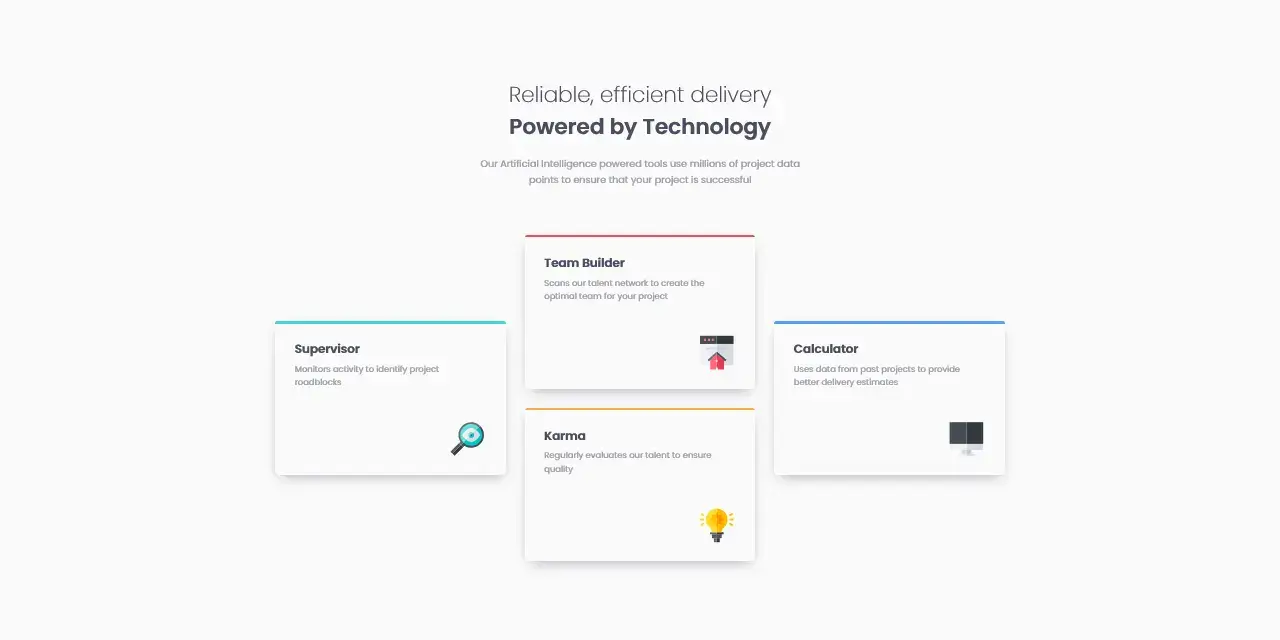 Reliable, efficient delivery
Powered by Technology
Our Artificial Intelligence powered tools use millions of project data
points to ensure that your project is successful
Supervisor
Monitors activity to identify project
roadblocks
Team Builder
Scans our talent network to create the
optimal team for your project
Karma
Regularly evaluates our talent to ensure
quality
Calculator
Uses data from past projects to provide
better delivery estimates